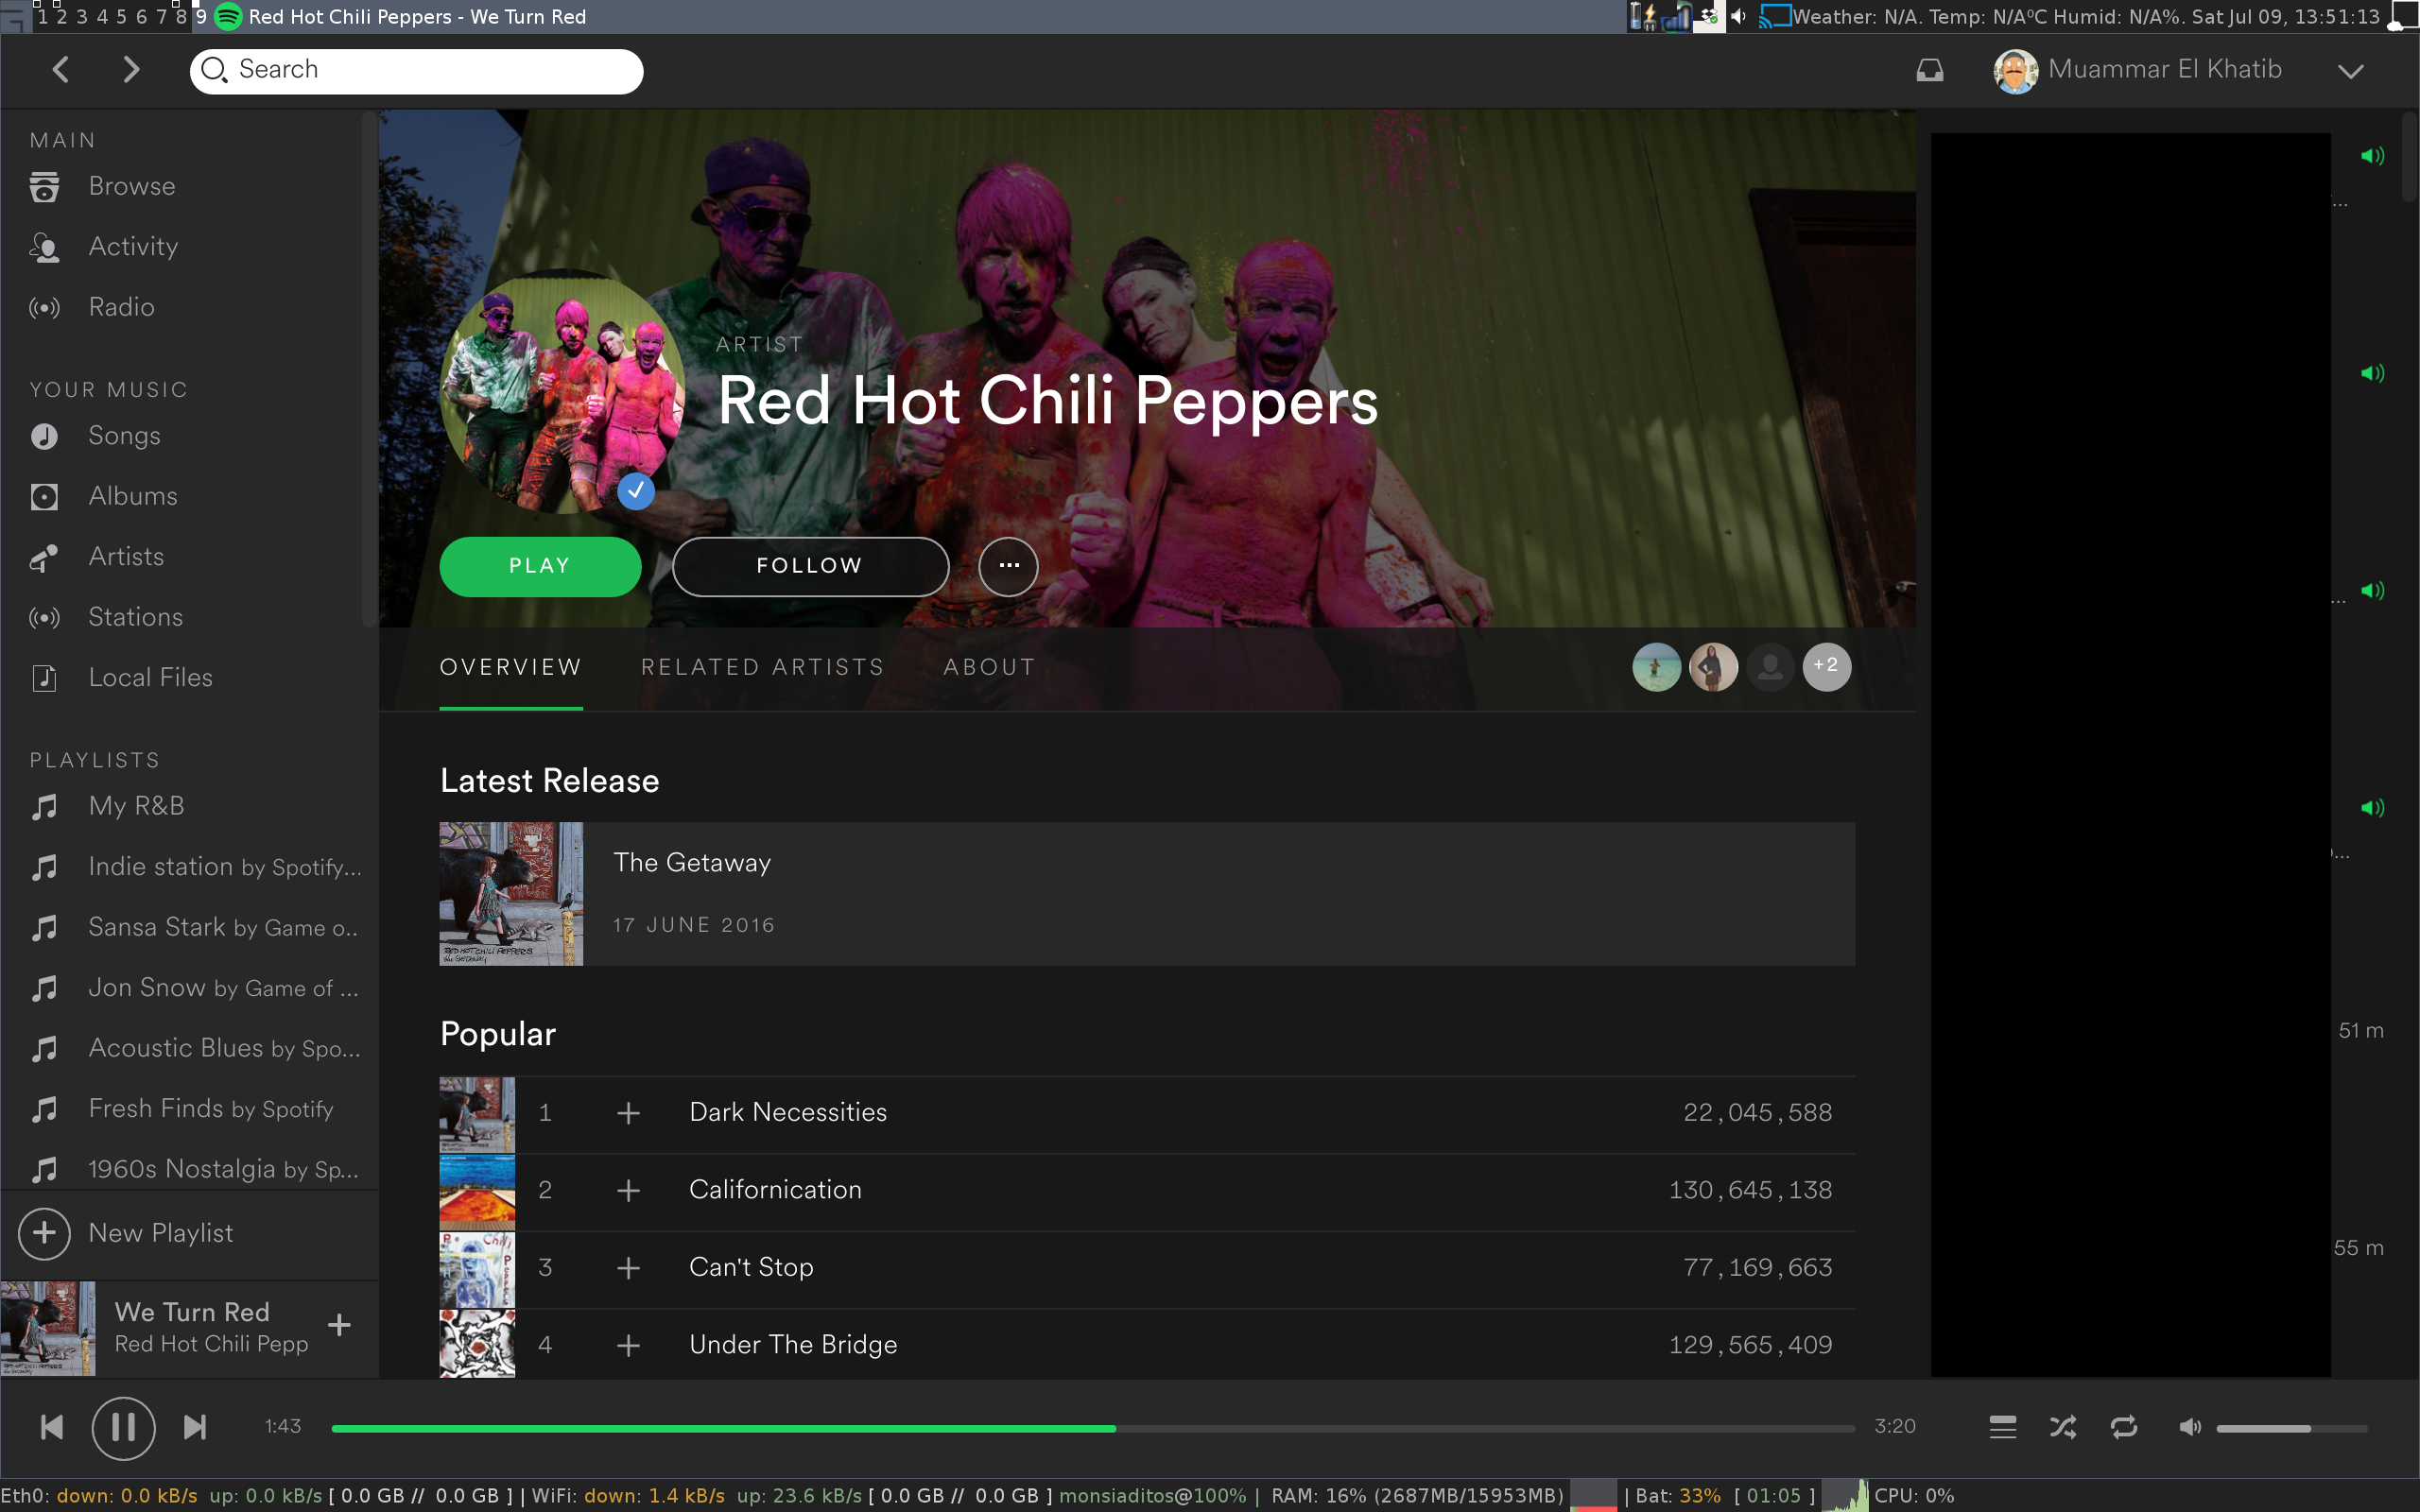 1 2 3 4 5 6 7 8 9 Red Hot Chili Peppers - We Turn Red
Weather: N/A. Temp: N/AºC Humid: N/A%. Sat Jul 09, 13:51:13
Search
Muammar El Khatib
MAIN
Browse
Activity
Radio
YOUR MUSIC
Songs
Albums
Artists
Stations
Local Files
PLAYLISTS
My R&B
Indie station by Spotify...
Sansa Stark by Game o..
Jon Snow by Game of ...
Acoustic Blues by Spo...
Fresh Finds by Spotify
1960s Nostalgia by Sp...
New Playlist
We Turn Red
Red Hot Chili Pepp
ARTIST
Red Hot Chili Peppers
PLAY
FOLLOW
...
OVERVIEW RELATED ARTISTS ABOUT
+2
Latest Release
The Getaway
17 JUNE 2016
RED HOT CHILI PEPPERS
Popular
1 + Dark Necessities 22,045,588
2 + Californication 130,645,138
3 + Can't Stop 77,169,663
4 + Under The Bridge 129,565,409
...
...
...
51 m
55 m
1:43
3:20
Eth0: down: 0.0 kB/s up: 0.0 kB/s [ 0.0 GB // 0.0 GB ] | WiFi: down: 1.4 kB/s up: 23.6 kB/s [ 0.0 GB // 0.0 GB ] monsiaditos@100% | RAM: 16% (2687MB/15953MB) | Bat: 33% [ 01:05 ] CPU: 0%